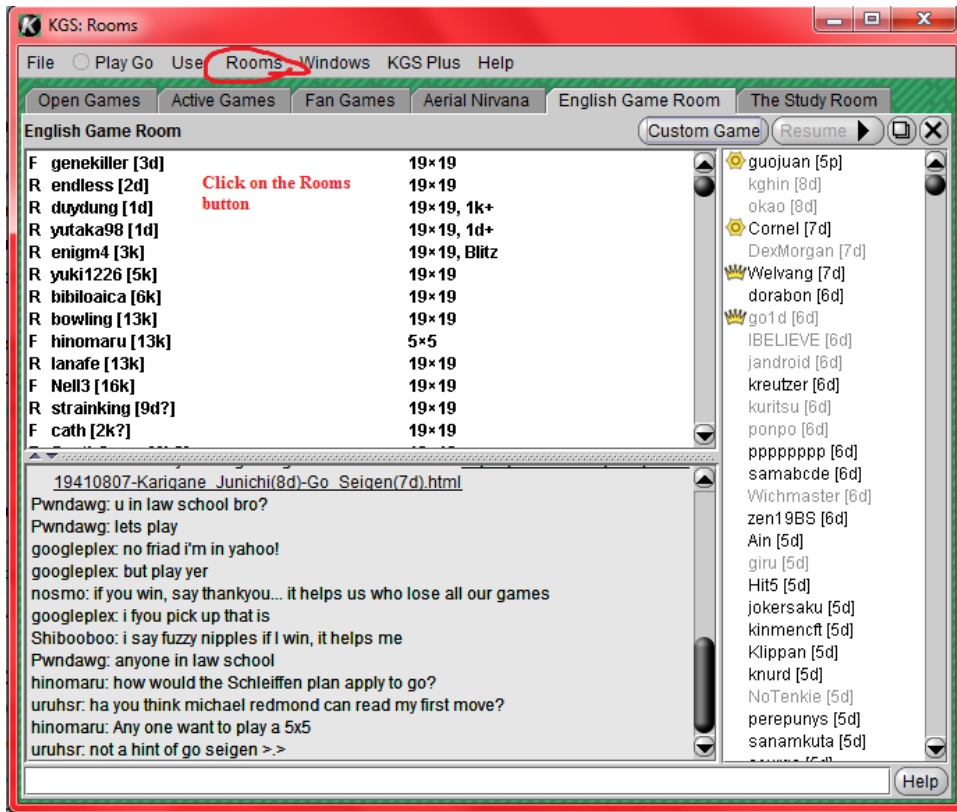 KGS: Rooms
File Play Go Use Rooms Windows KGS Plus Help
Open Games Active Games Fan Games Aerial Nirvana English Game Room The Study Room
English Game Room Custom Game Resume
F genekiller [3d] 19×19
R endless [2d] 19×19
R duydung [1d] 19×19, 1k+
R yutaka98 [1d] 19×19, 1d+
R enigm4 [3k] 19×19, Blitz
R yuki1226 [5k] 19×19
R bibiloaica [6k] 19×19
R bowling [13k] 19×19
F hinomaru [13k] 5×5
R lanafe [13k] 19×19
F Nell3 [16k] 19×19
R strainking [9d?] 19×19
F cath [2k?] 19×19
Click on the Rooms
button
19410807-Karigane_Junichi(8d)-Go_Seigen(7d).html
Pwndawg: u in law school bro?
Pwndawg: lets play
googleplex: no friad i'm in yahoo!
googleplex: but play yer
nosmo: if you win, say thankyou... it helps us who lose all our games
googleplex: i fyou pick up that is
Shibooboo: i say fuzzy nipples if I win, it helps me
Pwndawg: anyone in law school
hinomaru: how would the Schleiffen plan apply to go?
uruhsr: ha you think michael redmond can read my first move?
hinomaru: Any one want to play a 5x5
uruhsr: not a hint of go seigen >.>
guojuan [5p]
kghin [8d]
okao [8d]
Cornel [7d]
DexMorgan [7d]
Welvang [7d]
dorabon [6d]
go1d [6d]
IBELIEVE [6d]
jandroid [6d]
kreutzer [6d]
kuritsu [6d]
ponpo [6d]
pppppppp [6d]
samabcde [6d]
Wichmaster [6d]
zen19BS [6d]
Ain [5d]
giru [5d]
Hit5 [5d]
jokersaku [5d]
kinmencft [5d]
Klippan [5d]
knurd [5d]
NoTenkie [5d]
perepunys [5d]
sanamkuta [5d]
Help